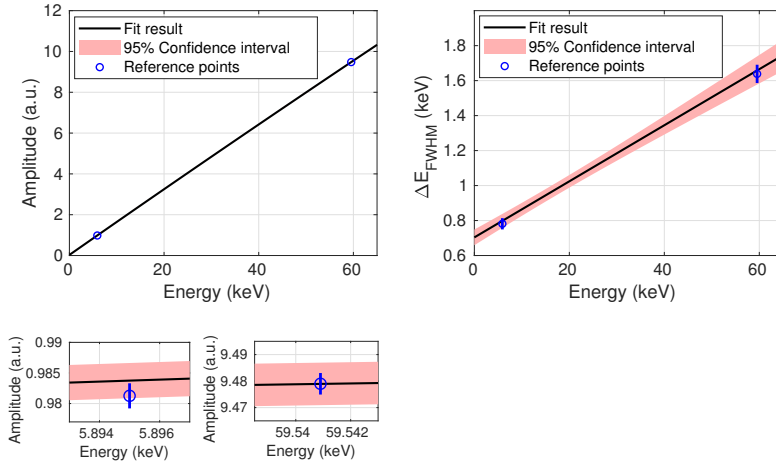 12
10
8
6
4
2
0
Amplitude (a.u.)
Fit result
95% Confidence interval
Reference points
0
20
40
60
Energy (keV)
1.8
1.6
1.4
1.2
1
0.8
0.6
ΔE_FWHM (keV)
Fit result
95% Confidence interval
Reference points
0
20
40
60
Energy (keV)
0.99
0.985
0.98
Amplitude (a.u.)
5.894
5.896
Energy (keV)
9.49
9.48
9.47
Amplitude (a.u.)
59.54
59.542
Energy (keV)